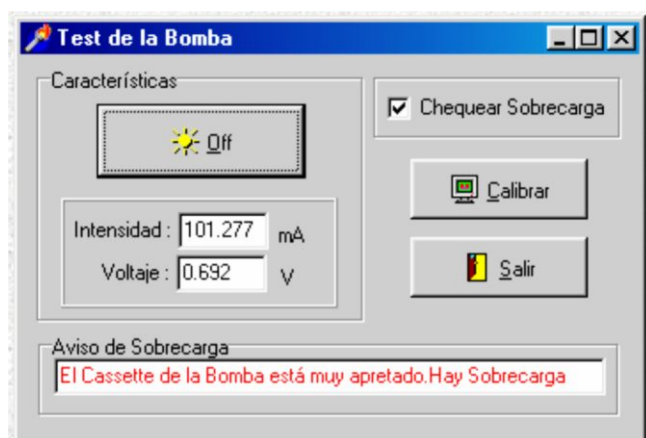 Test de la Bomba
Características
Off
Chequear Sobrecarga
Intensidad : 101.277 mA
Voltaje : 0.692 V
Calibrar
Salir
Aviso de Sobrecarga
El Cassette de la Bomba está muy apretado.Hay Sobrecarga